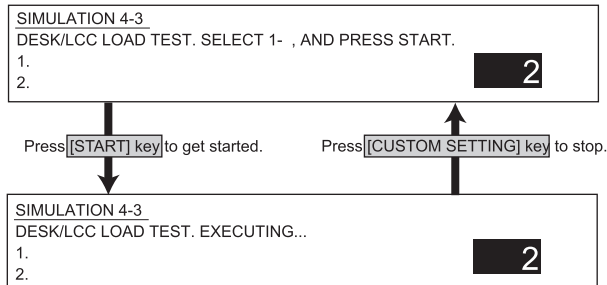 SIMULATION 4-3
DESK/LCC LOAD TEST. SELECT 1- , AND PRESS START.
1.
2.
2
Press [START] key to get started.
Press [CUSTOM SETTING] key to stop.
SIMULATION 4-3
DESK/LCC LOAD TEST. EXECUTING...
1.
2.
2